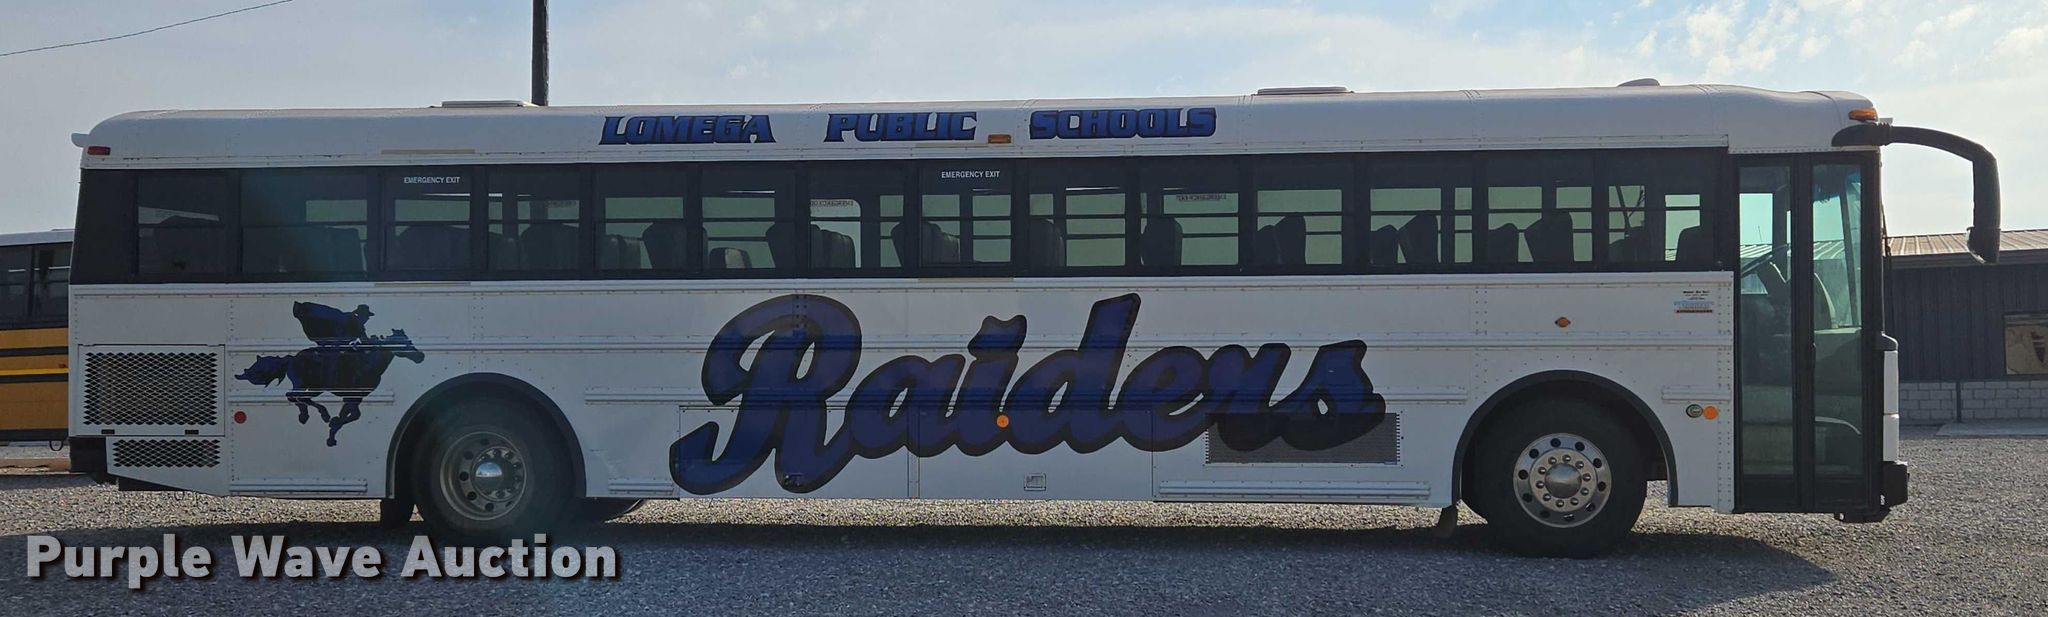 LOMEGA PUBLIC SCHOOLS
EMERGENCY EXIT
EMERGENCY EXIT
Raiders
Purple Wave Auction